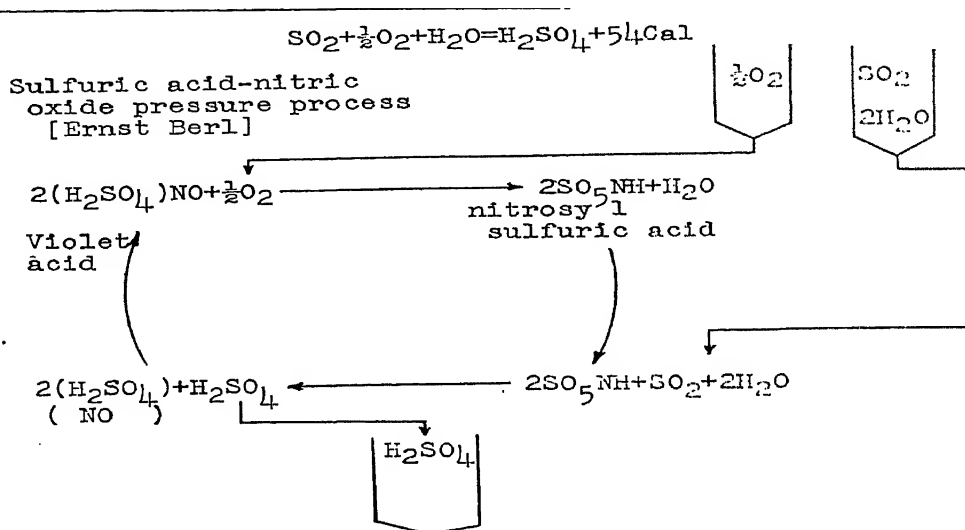 SO2+½O2+H2O=H2SO4+54Cal
Sulfuric acid-nitric
oxide pressure process
[Ernst Berl]
½O2
SO2
2H2O
2(H2SO4)NO+½O2
2SO5NH+H2O
nitrosyl
sulfuric acid
Violet
acid
2(H2SO4)+H2SO4
( NO )
2SO5NH+SO2+2H2O
H2SO4